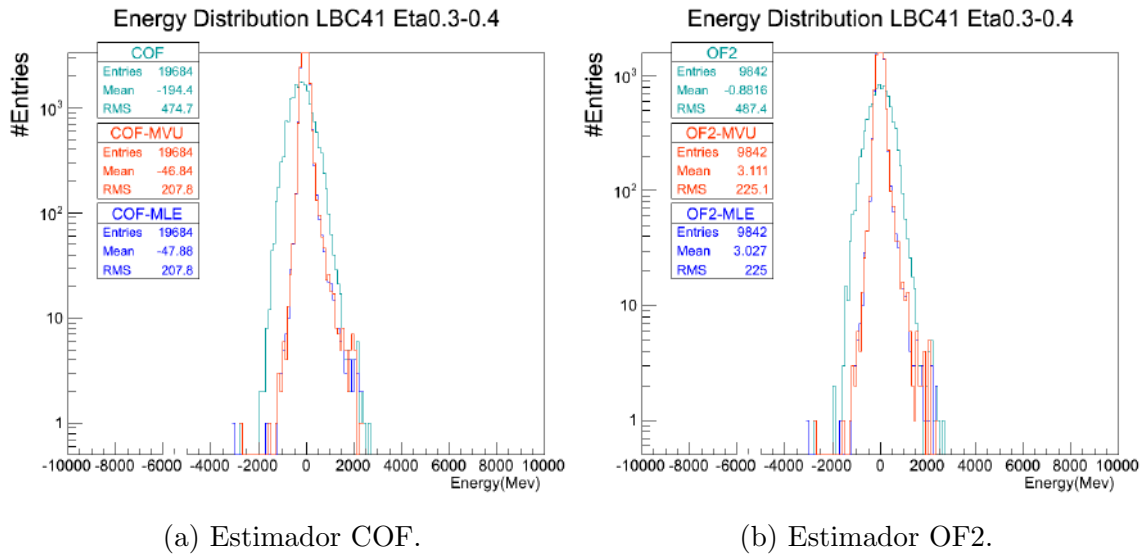 Energy Distribution LBC41 Eta0.3-0.4
#Entries
COF
Entries 19684
Mean -194.4
RMS 474.7
COF-MVU
Entries 19684
Mean -46.84
RMS 207.8
COF-MLE
Entries 19684
Mean -47.88
RMS 207.8
10³
10²
10
1
-10000 -8000 -6000 -4000 -2000 0 2000 4000 6000 8000 10000
Energy(Mev)
(a) Estimador COF.
Energy Distribution LBC41 Eta0.3-0.4
#Entries
OF2
Entries 9842
Mean -0.8816
RMS 487.4
OF2-MVU
Entries 9842
Mean 3.111
RMS 225.1
OF2-MLE
Entries 9842
Mean 3.027
RMS 225
10³
10²
10
1
-10000 -8000 -6000 -4000 -2000 0 2000 4000 6000 8000 10000
Energy(Mev)
(b) Estimador OF2.